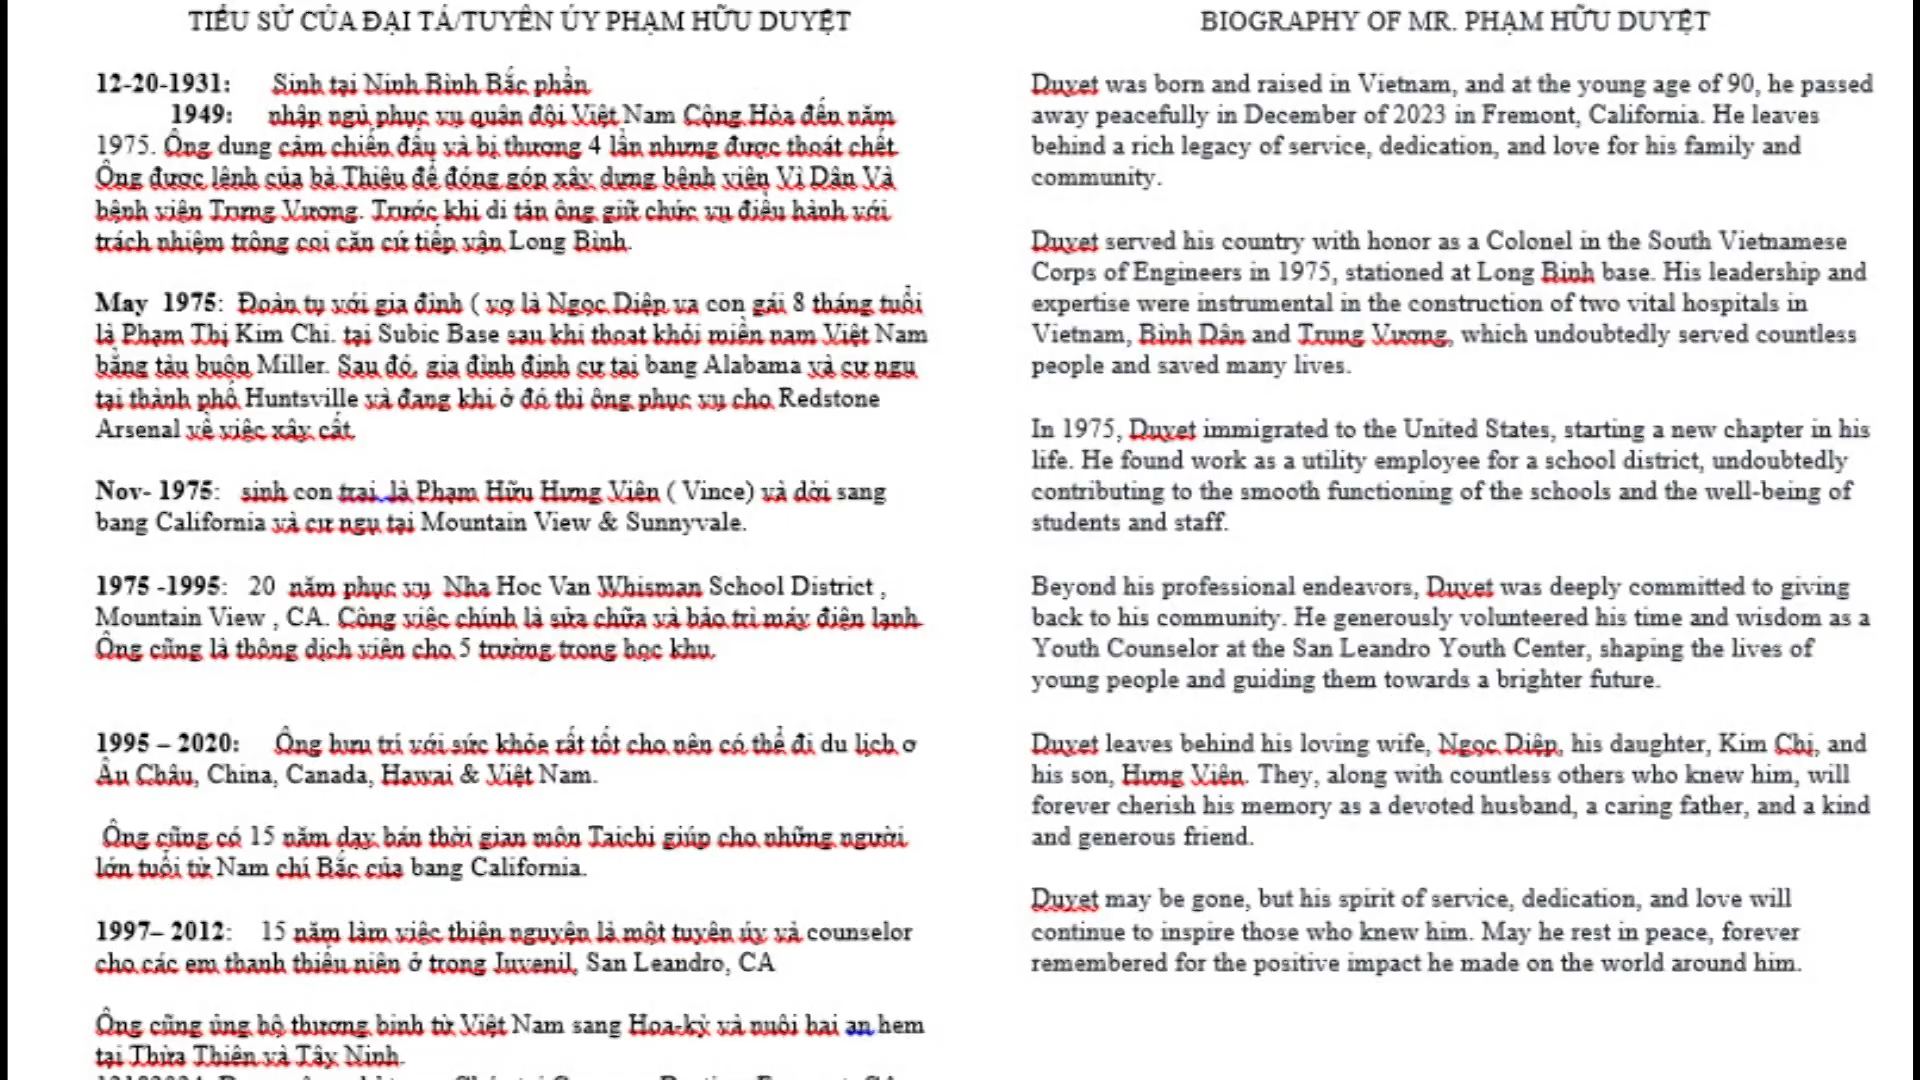 TIỂU SỬ CỦA ĐẠI TÁ/TUYÊN ÚY PHẠM HỮU DUYỆT
12-20-1931: Sinh tại Ninh Bình Bắc phần
1949: nhập ngũ phục vụ quân đội Việt Nam Cộng Hòa đến năm
1975. Ông dung cảm chiến đấu và bị thương 4 lần nhưng được thoát chết
Ông được lệnh của bà Thiệu để đóng góp xây dựng bệnh viện Vì Dân Và
bệnh viện Trưng Vương. Trước khi di tản ông giữ chức vụ điều hành với
trách nhiệm trông coi căn cứ tiếp vận Long Bình.
May 1975: Đoàn tụ với gia đình ( vợ là Ngọc Diệp va con gái 8 tháng tuổi
là Phạm Thị Kim Chi. tại Subic Base sau khi thoat khỏi miền nam Việt Nam
bằng tàu buôn Miller. Sau đó, gia đình định cư tại bang Alabama và cư ngụ
tại thành phố Huntsville và đang khi ở đó thì ông phục vụ cho Redstone
Arsenal về việc xây cất.
Nov- 1975: sinh con trai là Phạm Hữu Hưng Viên ( Vince) và dời sang
bang California và cư ngụ tại Mountain View & Sunnyvale.
1975 -1995: 20 năm phục vụ Nha Hoc Van Whisman School District ,
Mountain View , CA. Công việc chính là sửa chữa và bảo trì máy điện lạnh
Ông cũng là thông dịch viên cho 5 trường trong học khu.
1995 – 2020: Ông hưu trí với sức khỏe rất tốt cho nên có thể đi du lịch ơ
Âu Châu, China, Canada, Hawai & Việt Nam.
Ông cũng có 15 năm dạy bán thời gian môn Taichi giúp cho những người
lớn tuổi từ Nam chí Bắc của bang California.
1997– 2012: 15 năm làm việc thiện nguyện là một tuyên úy và counselor
cho các em thanh thiếu niên ở trong Juvenil, San Leandro, CA
Ông cũng ủng hộ thương binh từ Việt Nam sang Hoa-kỳ và nuôi hai an hem
tại Thừa Thiên và Tây Ninh.
BIOGRAPHY OF MR. PHẠM HỮU DUYỆT
Duyet was born and raised in Vietnam, and at the young age of 90, he passed
away peacefully in December of 2023 in Fremont, California. He leaves
behind a rich legacy of service, dedication, and love for his family and
community.
Duyet served his country with honor as a Colonel in the South Vietnamese
Corps of Engineers in 1975, stationed at Long Binh base. His leadership and
expertise were instrumental in the construction of two vital hospitals in
Vietnam, Bình Dân and Trung Vương, which undoubtedly served countless
people and saved many lives.
In 1975, Duyet immigrated to the United States, starting a new chapter in his
life. He found work as a utility employee for a school district, undoubtedly
contributing to the smooth functioning of the schools and the well-being of
students and staff.
Beyond his professional endeavors, Duyet was deeply committed to giving
back to his community. He generously volunteered his time and wisdom as a
Youth Counselor at the San Leandro Youth Center, shaping the lives of
young people and guiding them towards a brighter future.
Duyet leaves behind his loving wife, Ngọc Diệp, his daughter, Kim Chi, and
his son, Hưng Viên. They, along with countless others who knew him, will
forever cherish his memory as a devoted husband, a caring father, and a kind
and generous friend.
Duyet may be gone, but his spirit of service, dedication, and love will
continue to inspire those who knew him. May he rest in peace, forever
remembered for the positive impact he made on the world around him.